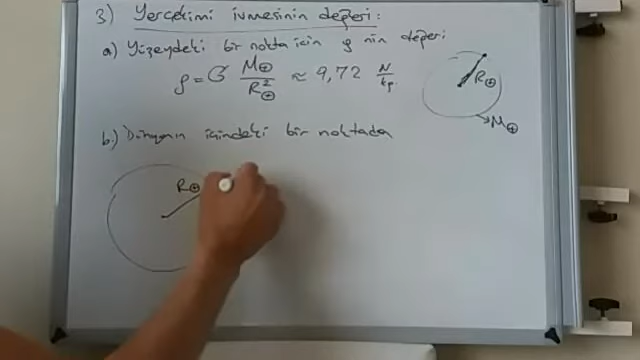 3) Yerçekimi ivmesinin değeri:
a) Yüzeydeki bir nokta için g nin değeri
g = G M⊕ / R⊕² ≈ 9,72 N/kg
R⊕
M⊕
b) Dünyanın içindeki bir noktada
R⊕